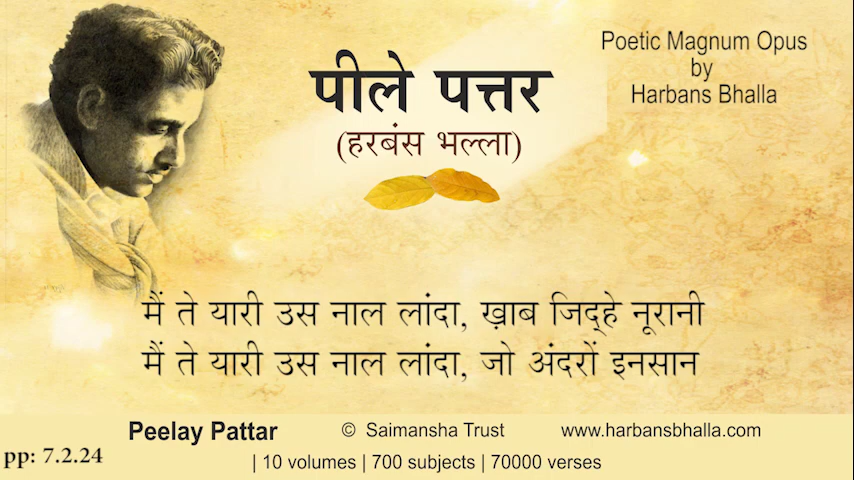 पीले पत्तर
(हरबंस भल्ला)
Poetic Magnum Opus
by
Harbans Bhalla
मैं ते यारी उस नाल लांदा, ख़ाब जिद्हे नूरानी
मैं ते यारी उस नाल लांदा, जो अंदरों इनसान
Peelay Pattar © Saimansha Trust www.harbansbhalla.com
pp: 7.2.24 | 10 volumes | 700 subjects | 70000 verses